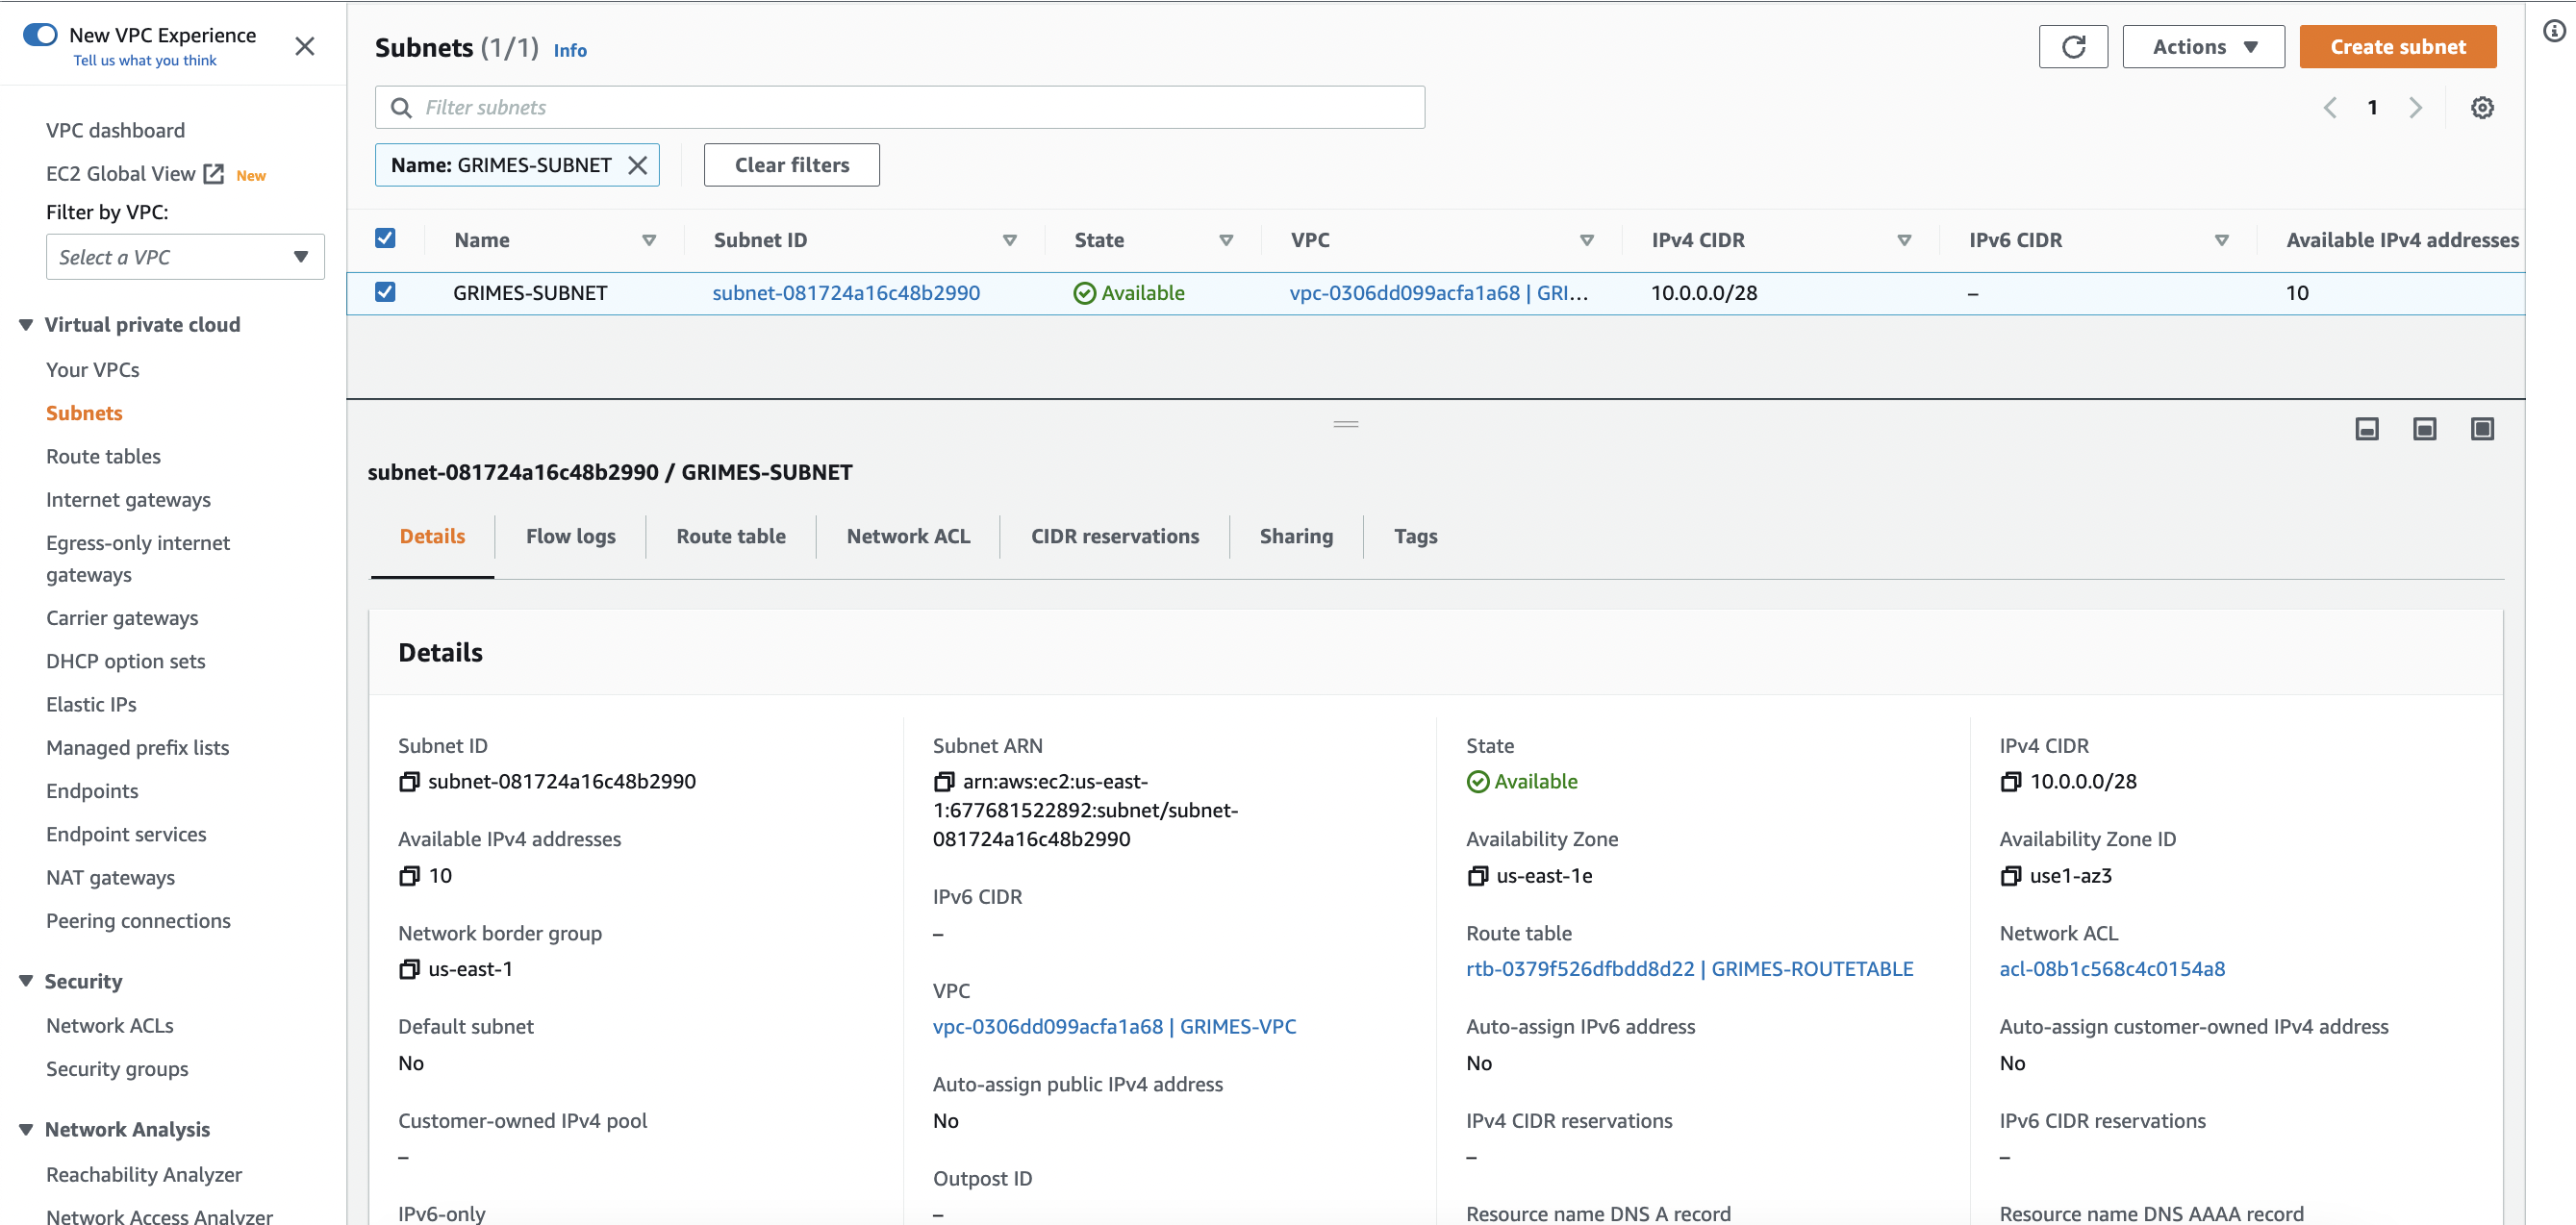 New VPC Experience
Tell us what you think
VPC dashboard
EC2 Global View New
Filter by VPC:
Select a VPC
Virtual private cloud
Your VPCs
Subnets
Route tables
Internet gateways
Egress-only internet
gateways
Carrier gateways
DHCP option sets
Elastic IPs
Managed prefix lists
Endpoints
Endpoint services
NAT gateways
Peering connections
Security
Network ACLs
Security groups
Network Analysis
Reachability Analyzer
Network Access Analyzer
Subnets (1/1) Info
Actions
Create subnet
Filter subnets
1
Name: GRIMES-SUBNET
Clear filters
Name Subnet ID State VPC IPv4 CIDR IPv6 CIDR Available IPv4 addresses
GRIMES-SUBNET subnet-081724a16c48b2990 Available vpc-0306dd099acfa1a68 | GRI... 10.0.0.0/28 – 10
subnet-081724a16c48b2990 / GRIMES-SUBNET
Details Flow logs Route table Network ACL CIDR reservations Sharing Tags
Details
Subnet ID
subnet-081724a16c48b2990
Available IPv4 addresses
10
Network border group
us-east-1
Default subnet
No
Customer-owned IPv4 pool
–
IPv6-only
Subnet ARN
arn:aws:ec2:us-east-
1:677681522892:subnet/subnet-
081724a16c48b2990
IPv6 CIDR
–
VPC
vpc-0306dd099acfa1a68 | GRIMES-VPC
Auto-assign public IPv4 address
No
Outpost ID
–
State
Available
Availability Zone
us-east-1e
Route table
rtb-0379f526dfbdd8d22 | GRIMES-ROUTETABLE
Auto-assign IPv6 address
No
IPv4 CIDR reservations
–
Resource name DNS A record
IPv4 CIDR
10.0.0.0/28
Availability Zone ID
use1-az3
Network ACL
acl-08b1c568c4c0154a8
Auto-assign customer-owned IPv4 address
No
IPv6 CIDR reservations
–
Resource name DNS AAAA record